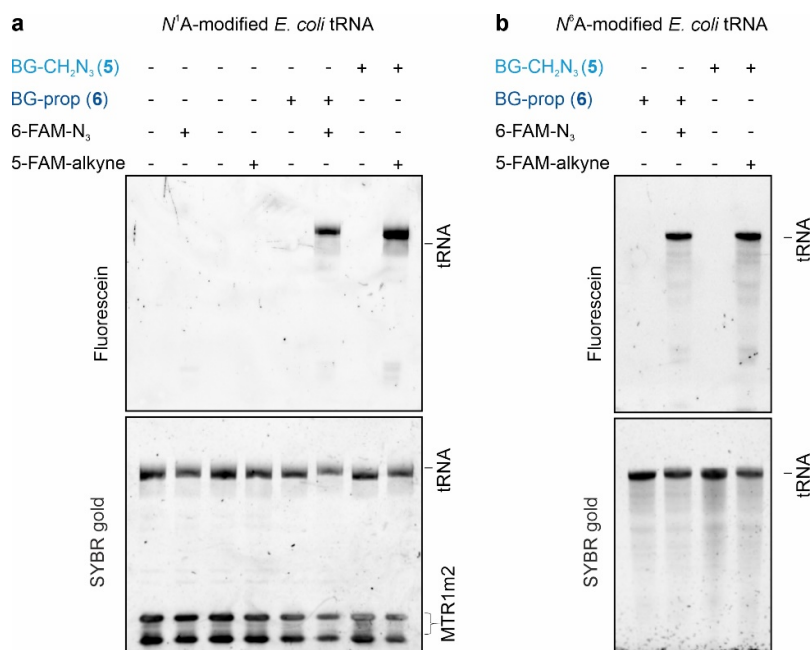 a
N¹A-modified E. coli tRNA
BG-CH₂N₃ (5) - - - - - - + +
BG-prop (6) - - - - + + - -
6-FAM-N₃ - + - - - + - -
5-FAM-alkyne - - - + - - - +
Fluorescein
tRNA
SYBR gold
tRNA
MTR1m2
b
N⁶A-modified E. coli tRNA
BG-CH₂N₃ (5) - - + +
BG-prop (6) + + - -
6-FAM-N₃ - + - -
5-FAM-alkyne - - - +
Fluorescein
tRNA
SYBR gold
tRNA